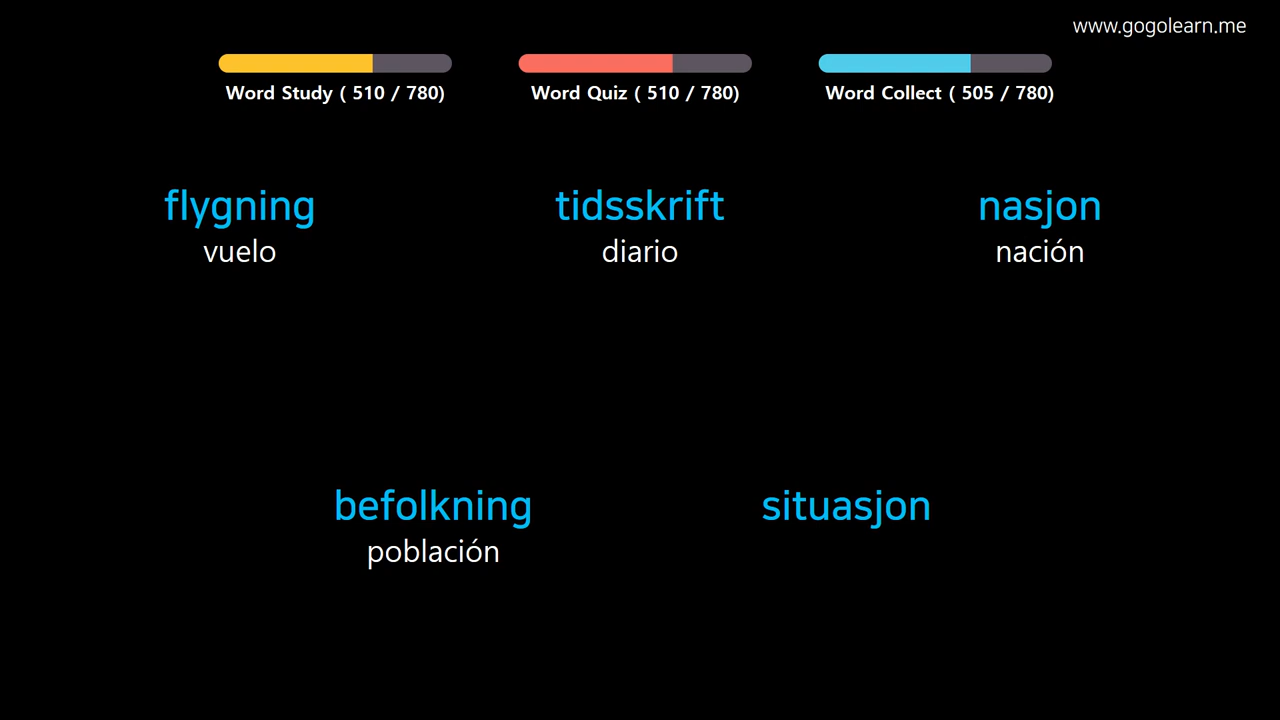 www.gogolearn.me
Word Study ( 510 / 780)
Word Quiz ( 510 / 780)
Word Collect ( 505 / 780)
flygning
vuelo
tidsskrift
diario
nasjon
nación
befolkning
población
situasjon